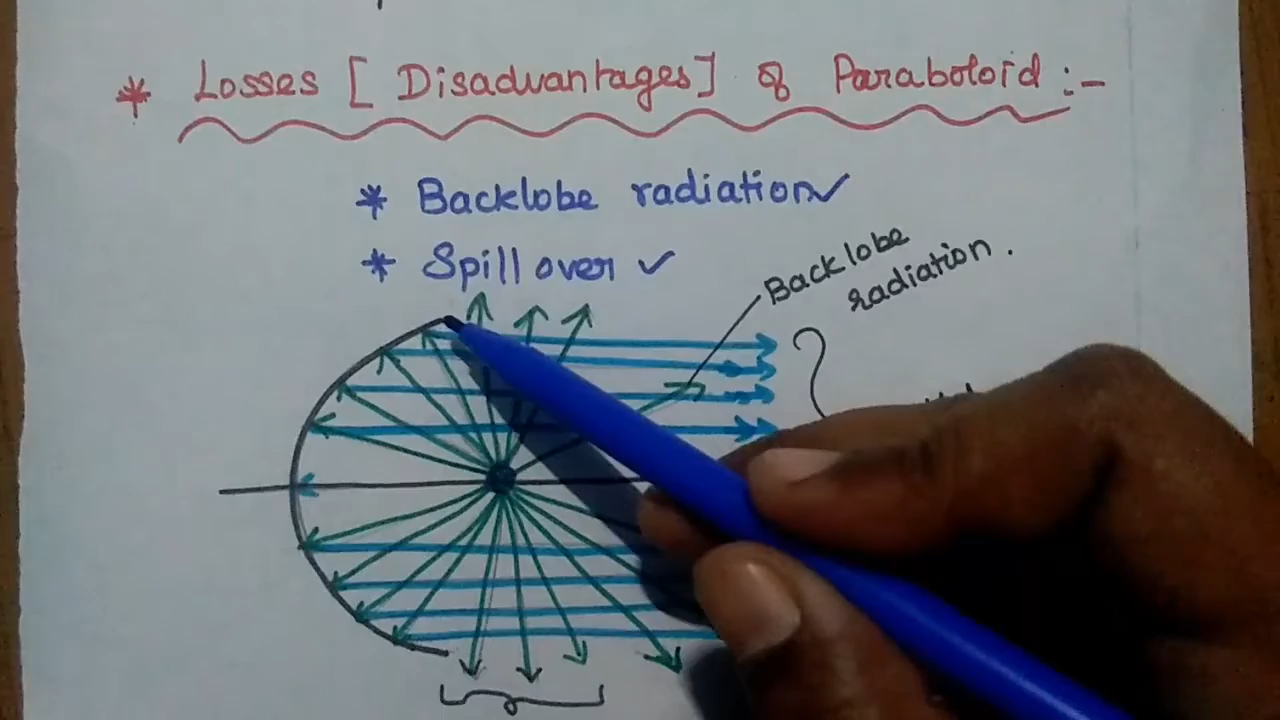 * Losses [ Disadvantages] of Paraboloid :-
* Backlobe radiation ✓
* Spill over ✓
Backlobe
radiation.